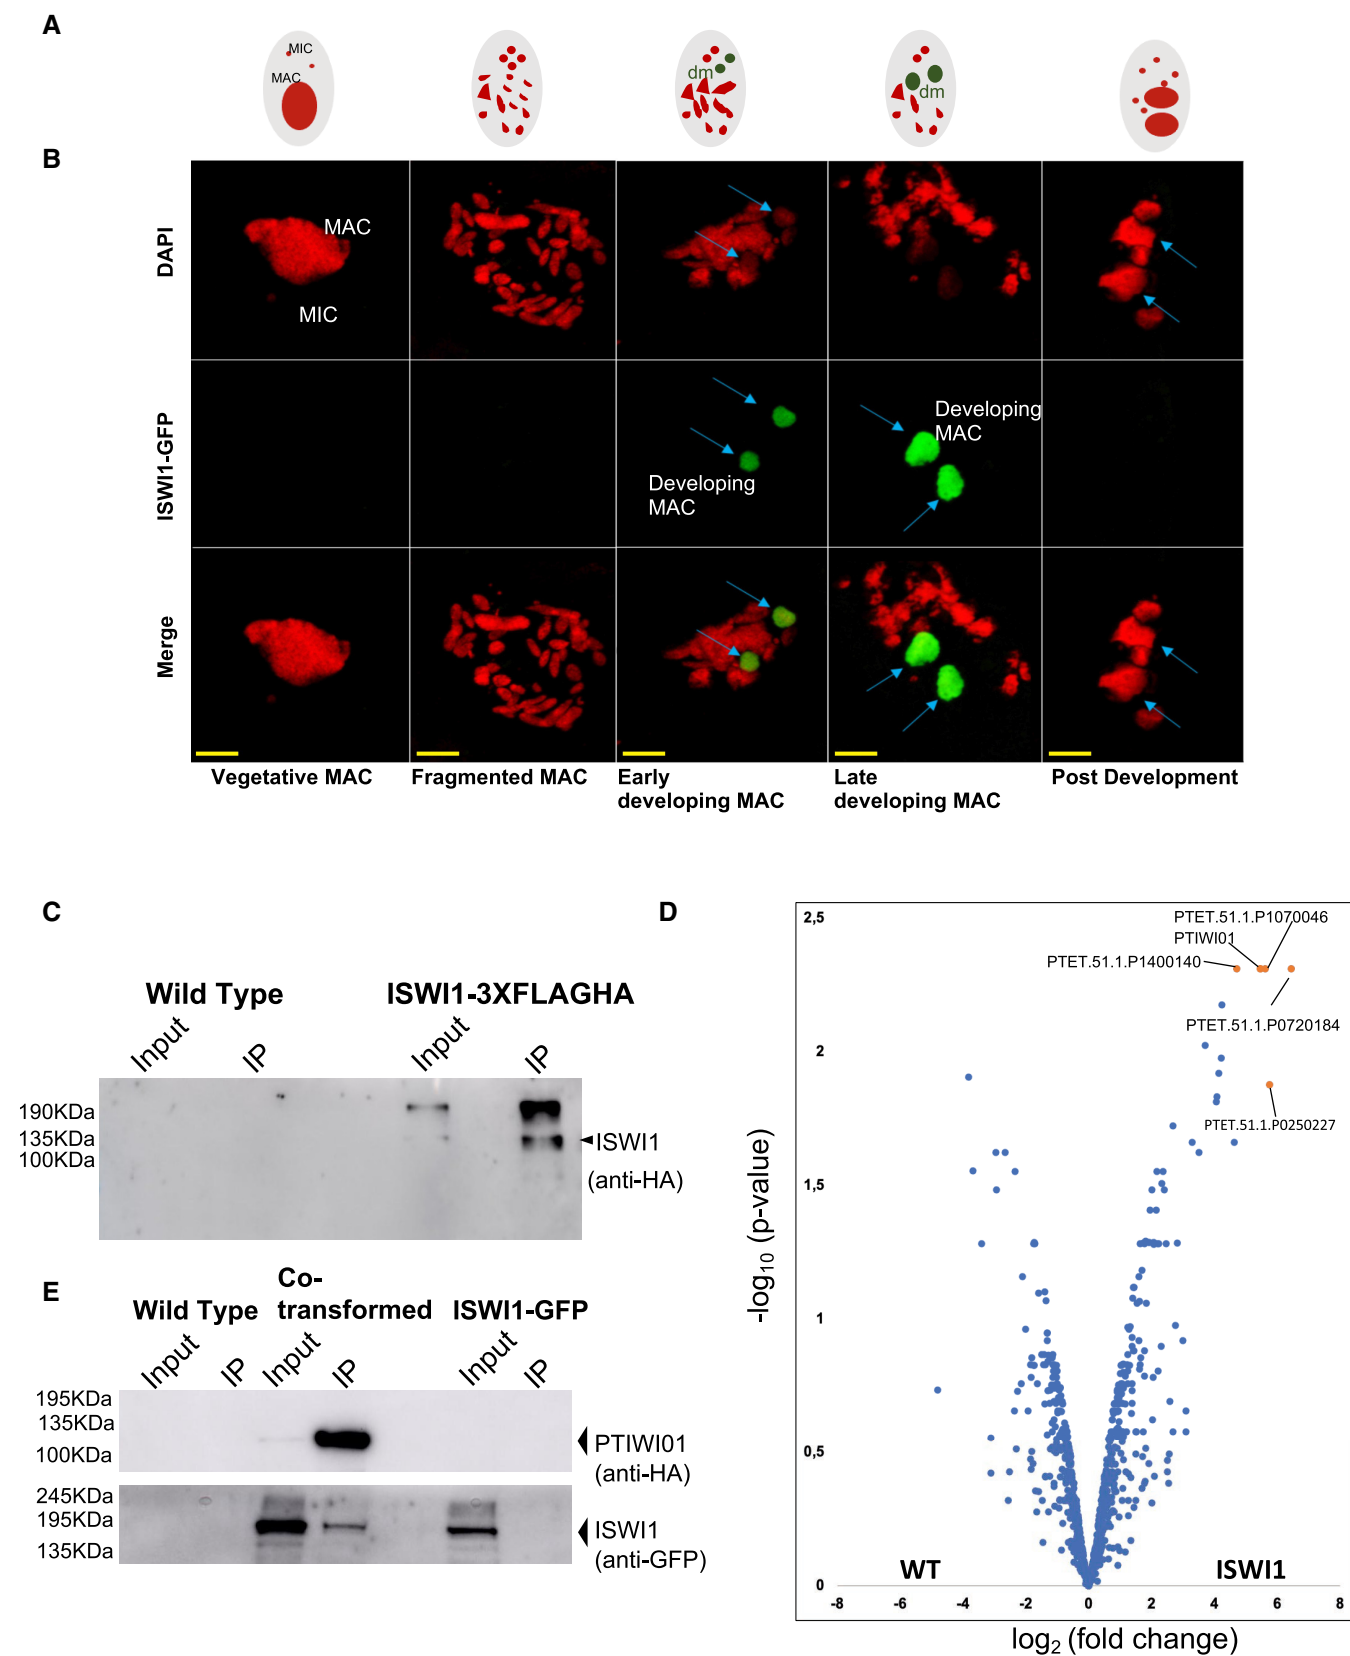 A
MIC
MAC
dm
dm
B
DAPI
MAC
MIC
ISWI1-GFP
Developing
MAC
Developing
MAC
Merge
Vegetative MAC
Fragmented MAC
Early
developing MAC
Late
developing MAC
Post Development
C
Wild Type
ISWI1-3XFLAGHA
Input
IP
Input
IP
190KDa
135KDa
100KDa
ISWI1
(anti-HA)
D
2,5
2
1,5
1
0,5
0
-log10 (p-value)
PTET.51.1.P1070046
PTIWI01
PTET.51.1.P1400140
PTET.51.1.P0720184
PTET.51.1.P0250227
WT
ISWI1
-8 -6 -4 -2 0 2 4 6 8
log2 (fold change)
E
Wild Type
Co-
transformed
ISWI1-GFP
Input
IP
Input
IP
Input
IP
195KDa
135KDa
100KDa
PTIWI01
(anti-HA)
245KDa
195KDa
135KDa
ISWI1
(anti-GFP)